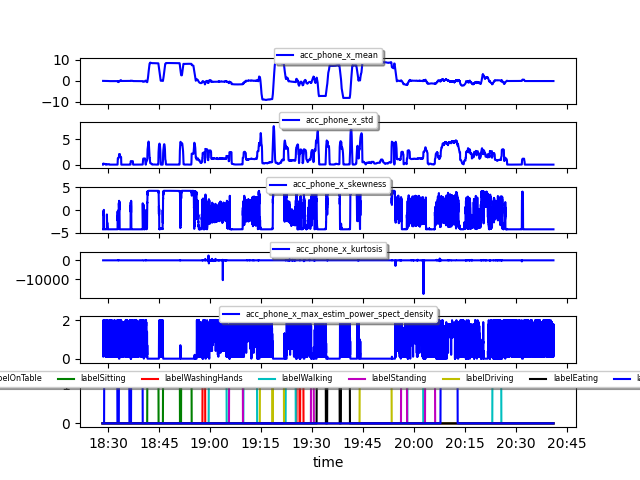 acc_phone_x_mean
10
0
−10
acc_phone_x_std
5
0
acc_phone_x_skewness
5
0
−5
acc_phone_x_kurtosis
0
−10000
acc_phone_x_max_estim_power_spect_density
2
0
labelSitting labelWashingHands labelWalking labelStanding labelDriving labelEating
0
18:30 18:45 19:00 19:15 19:30 19:45 20:00 20:15 20:30 20:45
time